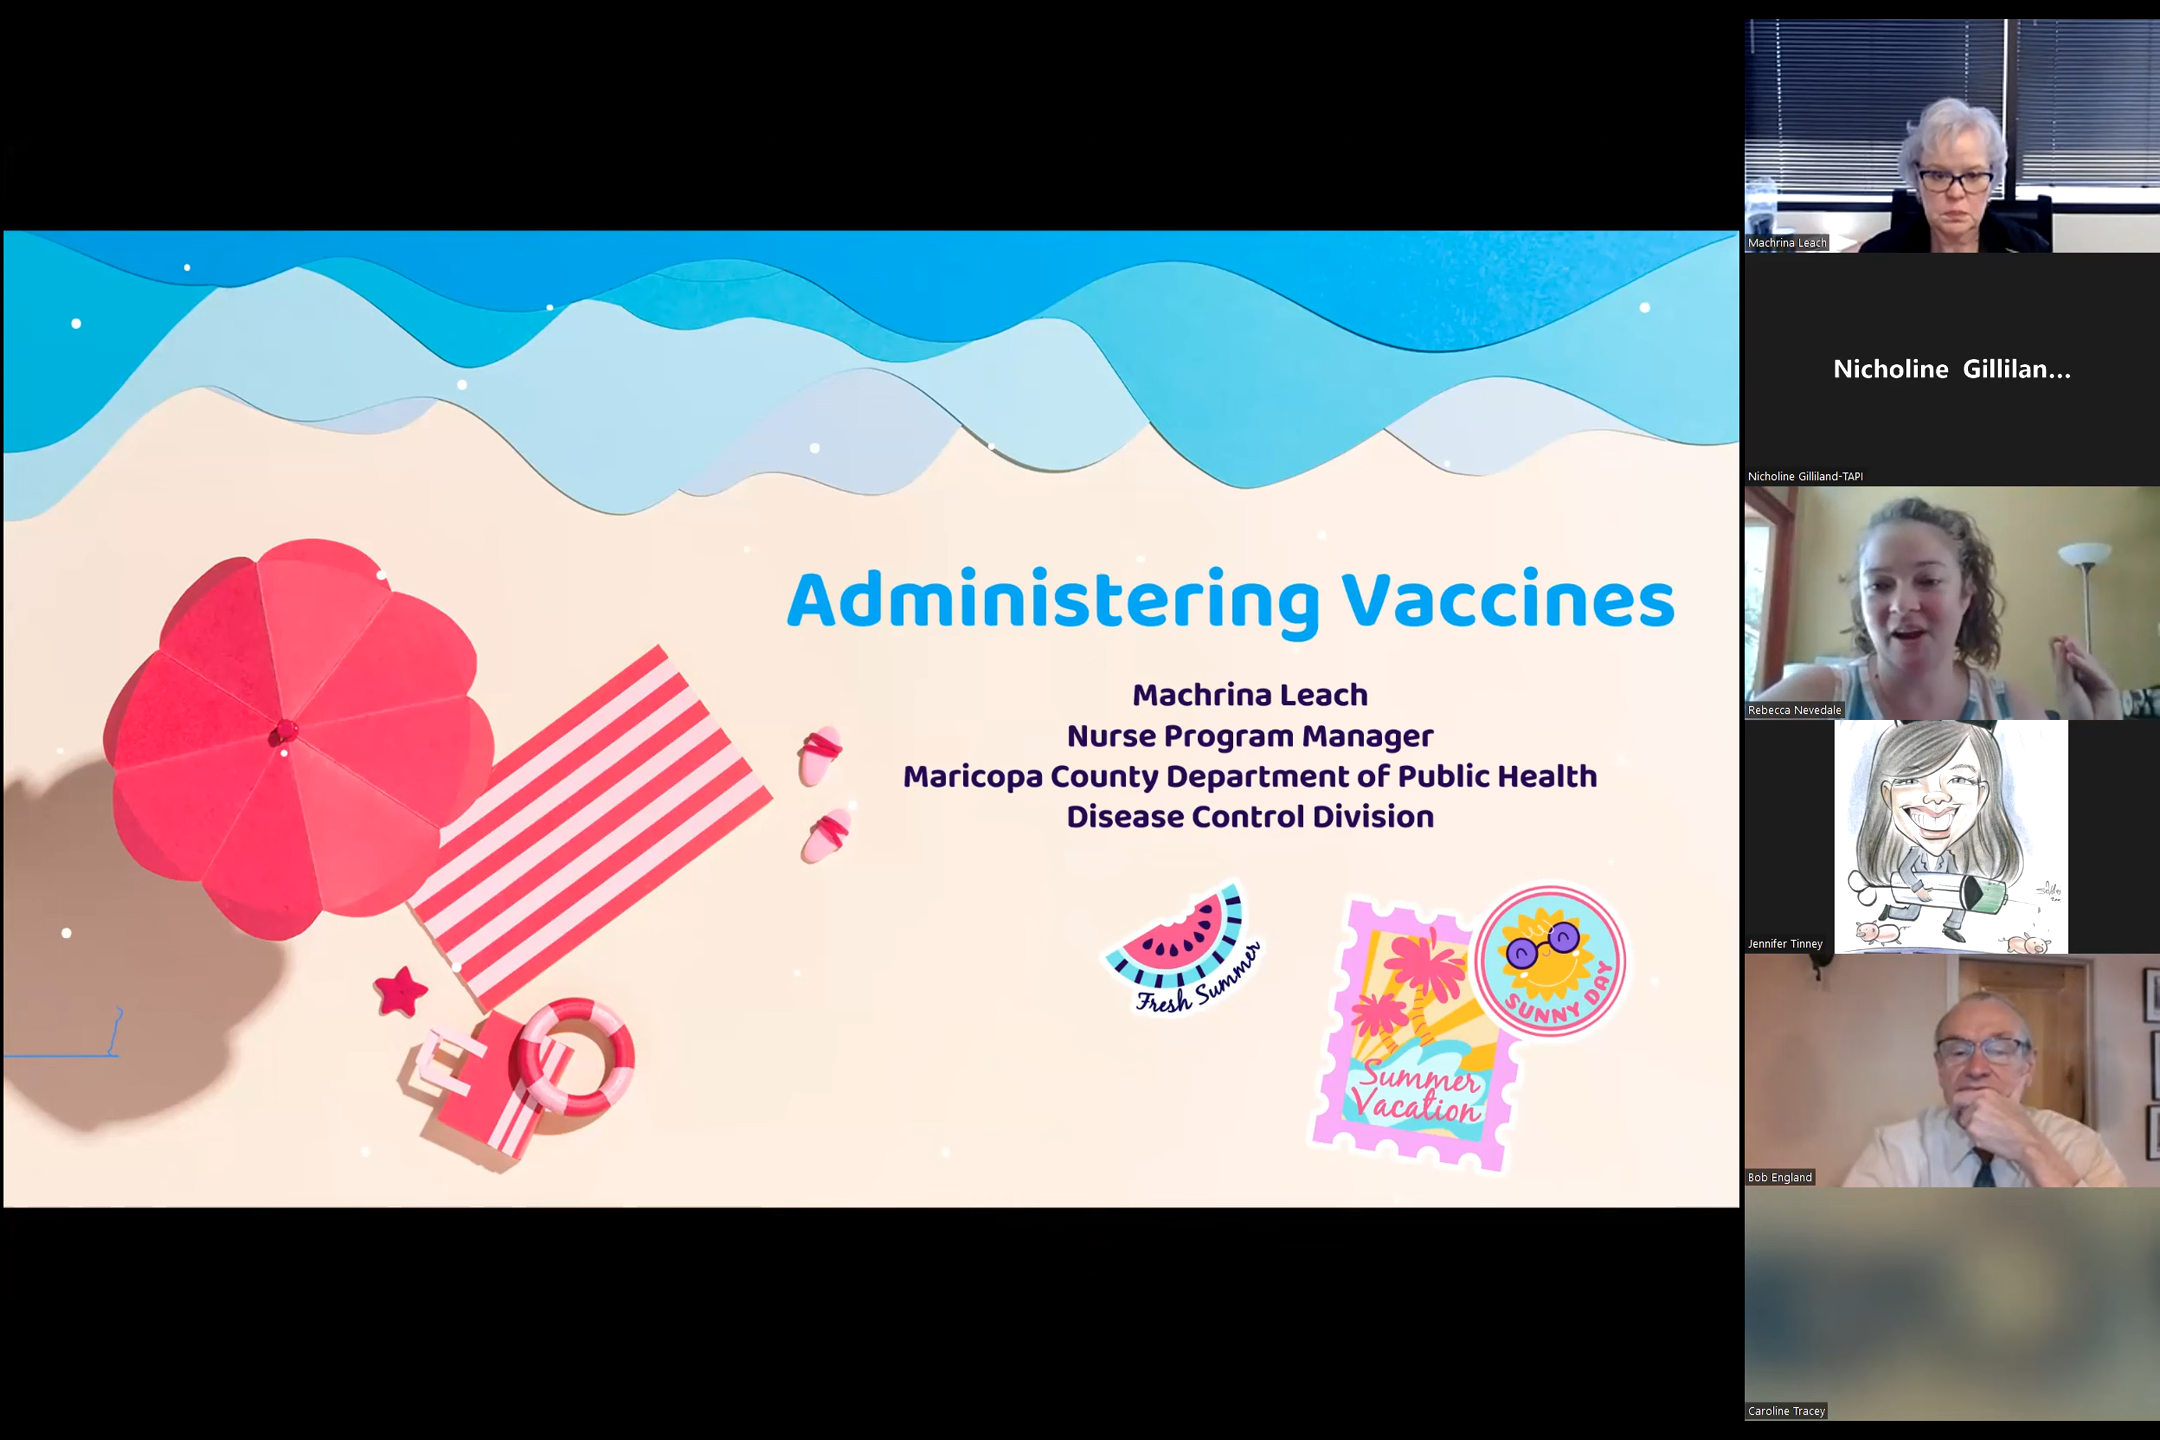 Administering Vaccines
Machrina Leach
Nurse Program Manager
Maricopa County Department of Public Health
Disease Control Division
Fresh Summer
Summer
Vacation
SUNNY DAY
Machrina Leach
Nicholine Gillilan...
Nicholine Gilliland-TAPI
Rebecca Nevedale
Jennifer Tinney
Bob England
Caroline Tracey